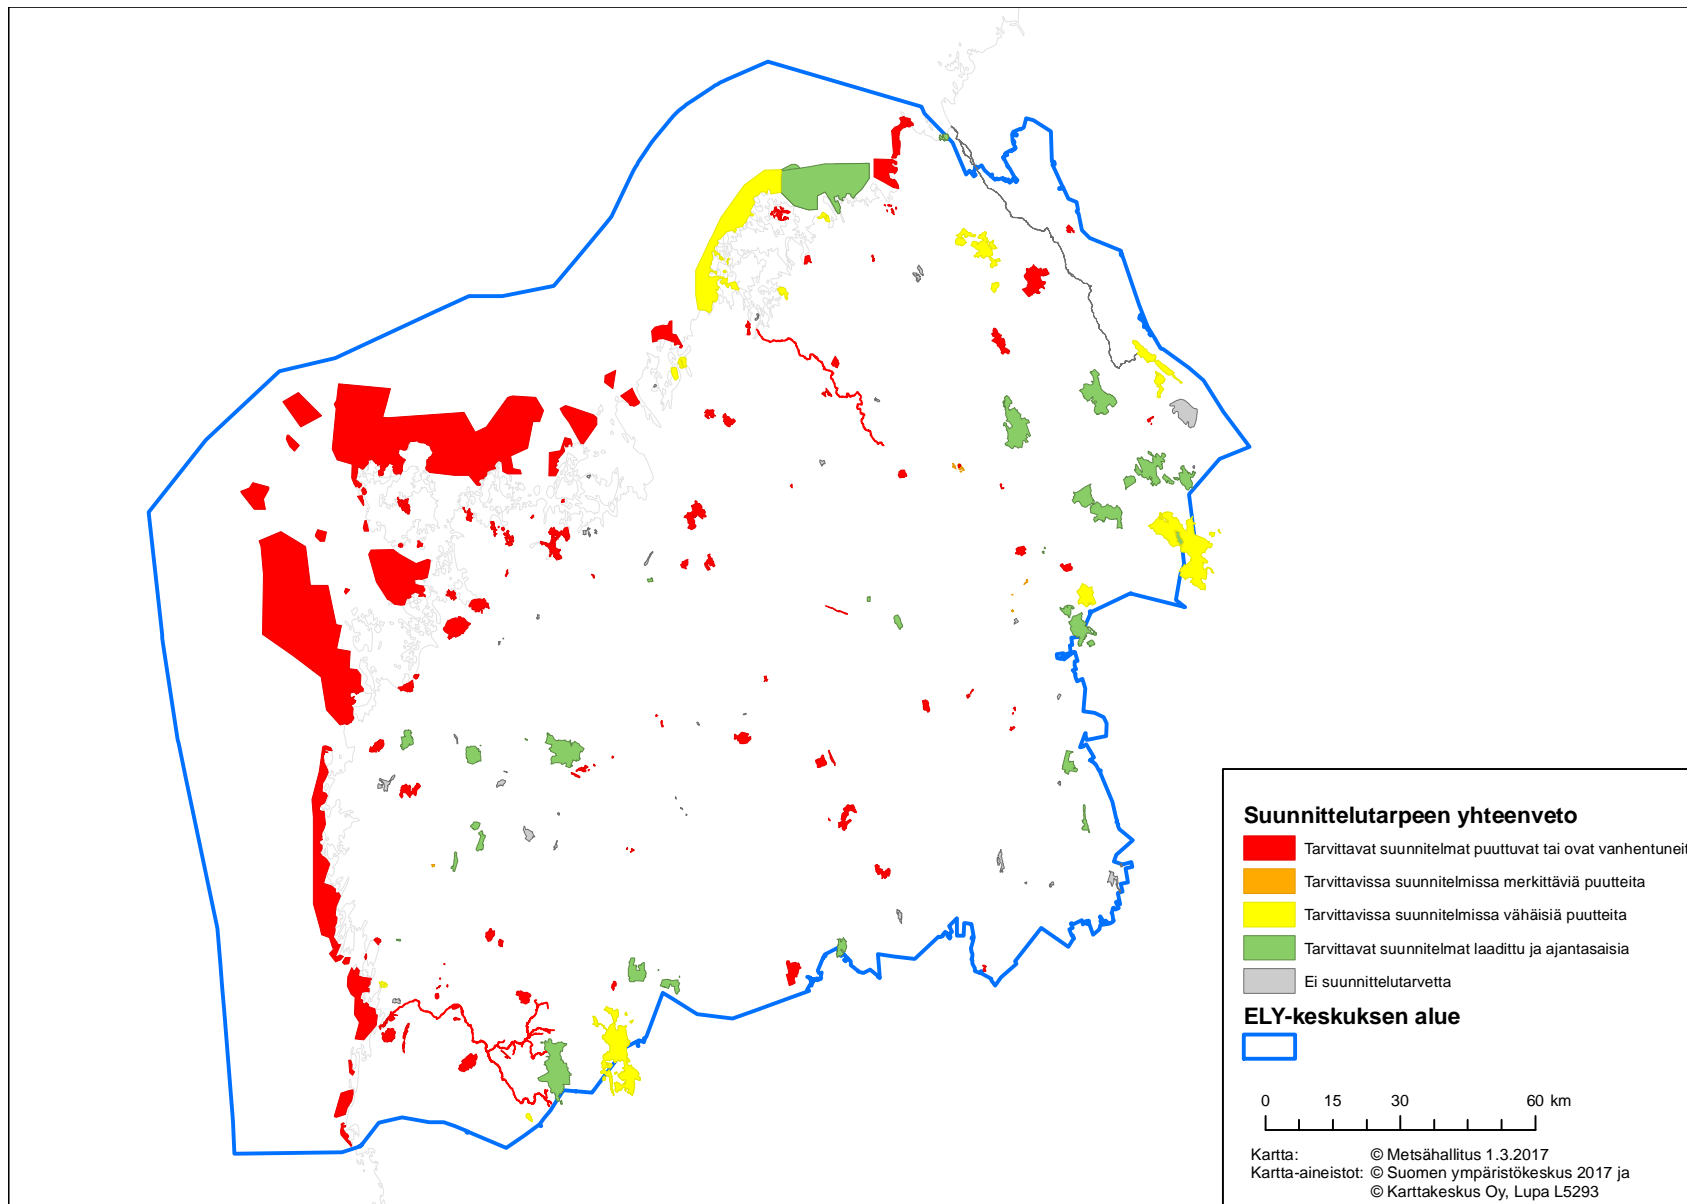 Suunnittelutarpeen yhteenveto
Tarvittavat suunnitelmat puuttuvat tai ovat vanhentuneit
Tarvittavissa suunnitelmissa merkittäviä puutteita
Tarvittavissa suunnitelmissa vähäisiä puutteita
Tarvittavat suunnitelmat laadittu ja ajantasaisia
Ei suunnittelutarvetta
ELY-keskuksen alue
0 15 30 60 km
Kartta: © Metsähallitus 1.3.2017
Kartta-aineistot: © Suomen ympäristökeskus 2017 ja
© Karttakeskus Oy, Lupa L5293